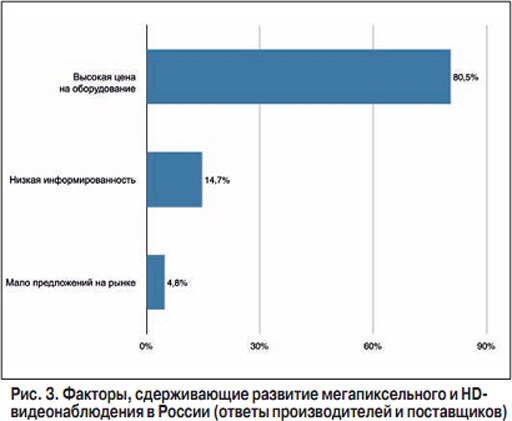 Высокая цена
на оборудование
80,5%
Низкая информированность
14,7%
Мало предложений на рынке
4,8%
0%
30%
60%
90%
Рис. 3. Факторы, сдерживающие развитие мегапиксельного и HD-
видеонаблюдения в России (ответы производителей и поставщиков)